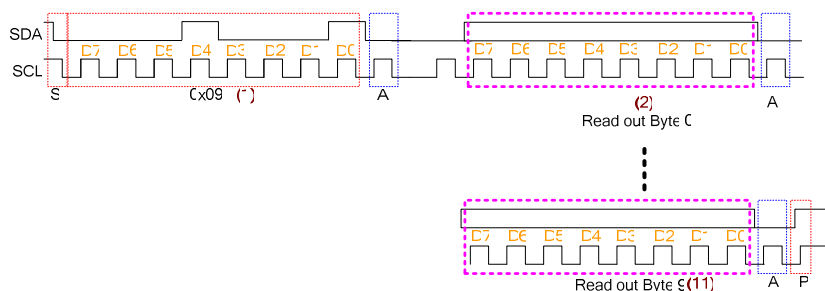 SDA D7 D6 D5 D4 D3 D2 D1 D0 D7 D6 D5 D4 D3 D2 D1 D0
SCL
S 0x09 (1) A (2) A
Read out Byte 0
D7 D6 D5 D4 D3 D2 D1 D0
Read out Byte 9 (11) A P